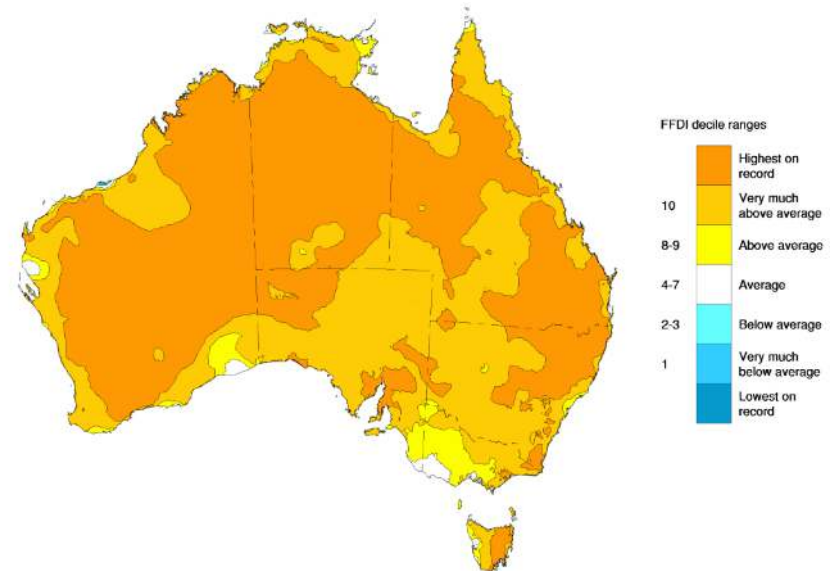 FFDI decile ranges
Highest on
record
10
Very much
above average
8-9
Above average
4-7
Average
2-3
Below average
1
Very much
below average
Lowest on
record